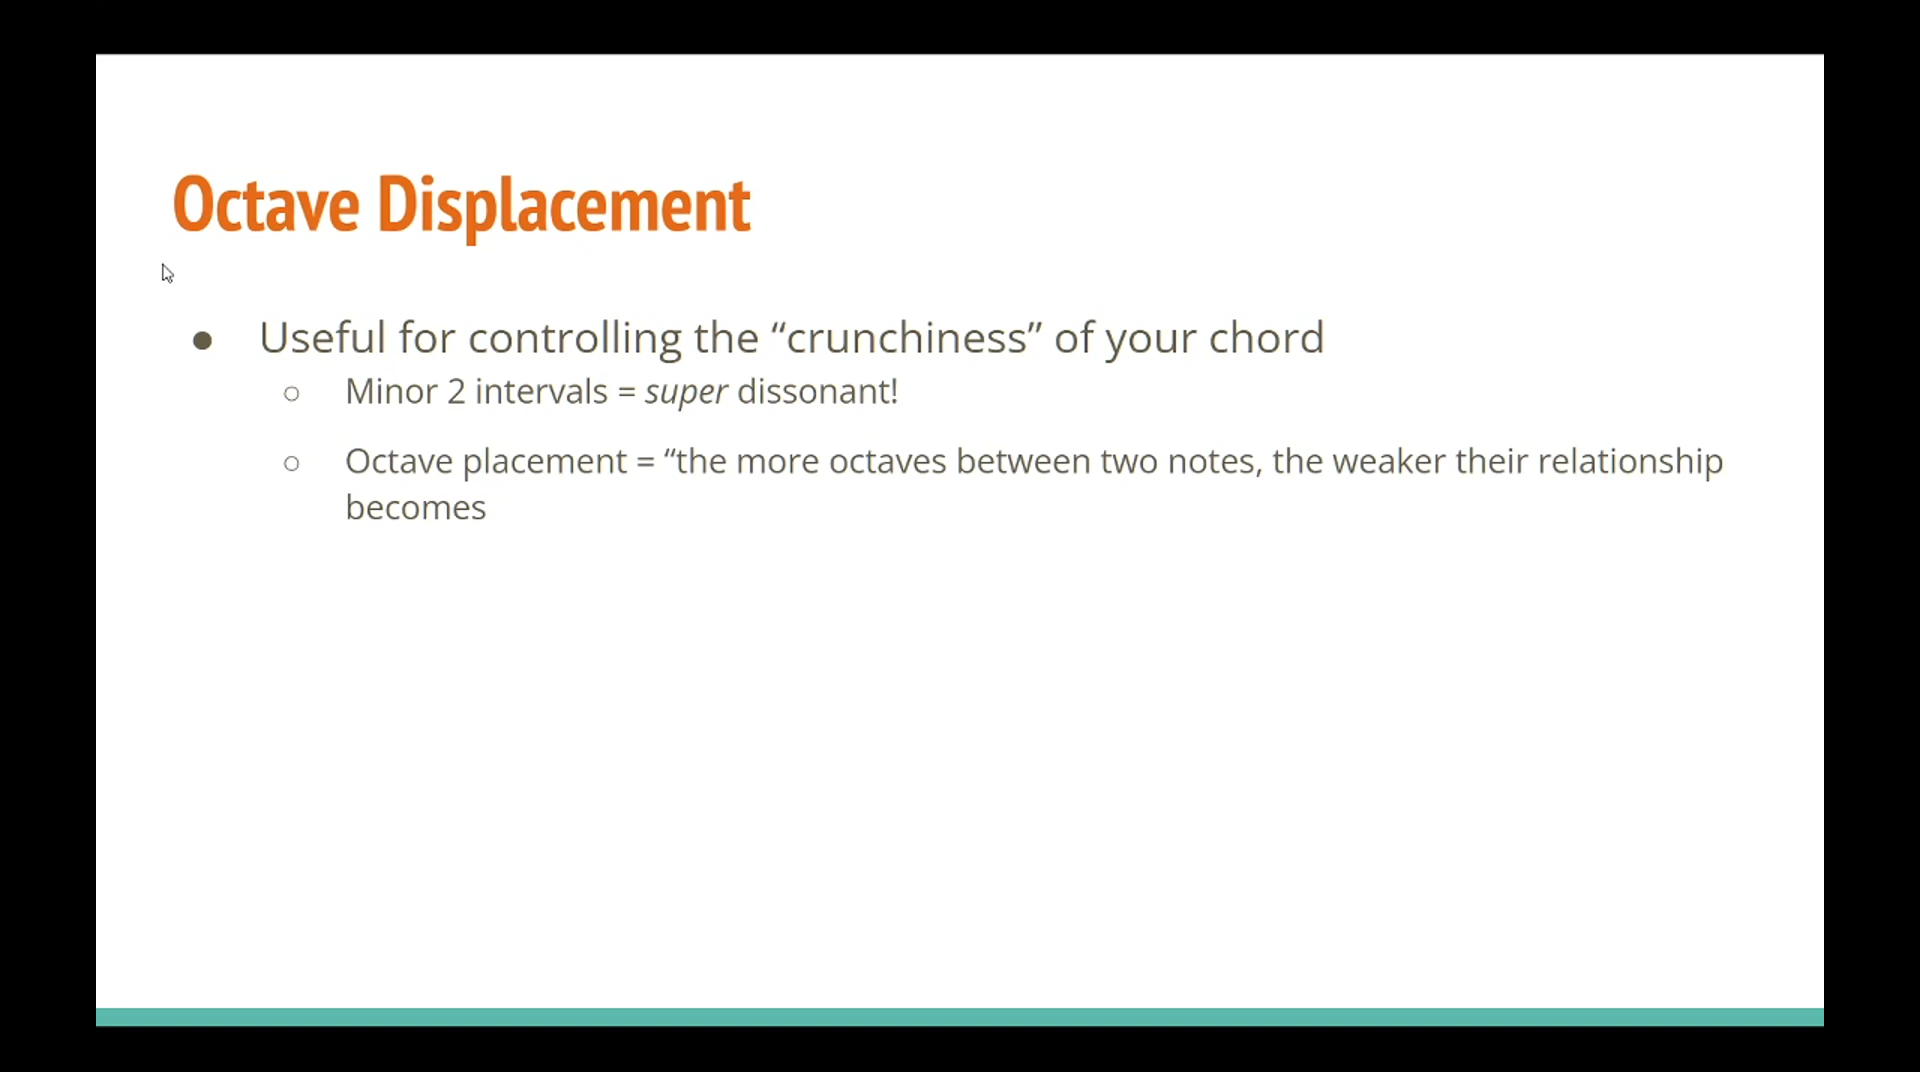 Octave Displacement
● Useful for controlling the “crunchiness” of your chord
○ Minor 2 intervals = super dissonant!
○ Octave placement = “the more octaves between two notes, the weaker their relationship
becomes